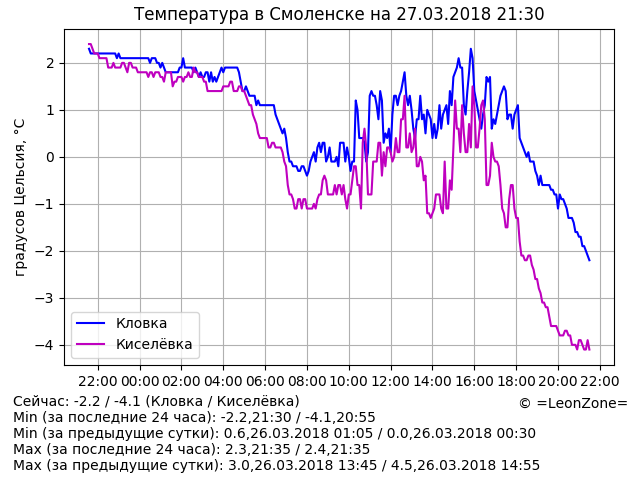 Температура в Смоленске на 27.03.2018 21:30
градусов Цельсия, °C
2
1
0
−1
−2
−3
−4
Кловка
Киселёвка
22:00 00:00 02:00 04:00 06:00 08:00 10:00 12:00 14:00 16:00 18:00 20:00 22:00
Сейчас: -2.2 / -4.1 (Кловка / Киселёвка)
© =LeonZone=
Min (за последние 24 часа): -2.2,21:30 / -4.1,20:55
Min (за предыдущие сутки): 0.6,26.03.2018 01:05 / 0.0,26.03.2018 00:30
Max (за последние 24 часа): 2.3,21:35 / 2.4,21:35
Max (за предыдущие сутки): 3.0,26.03.2018 13:45 / 4.5,26.03.2018 14:55